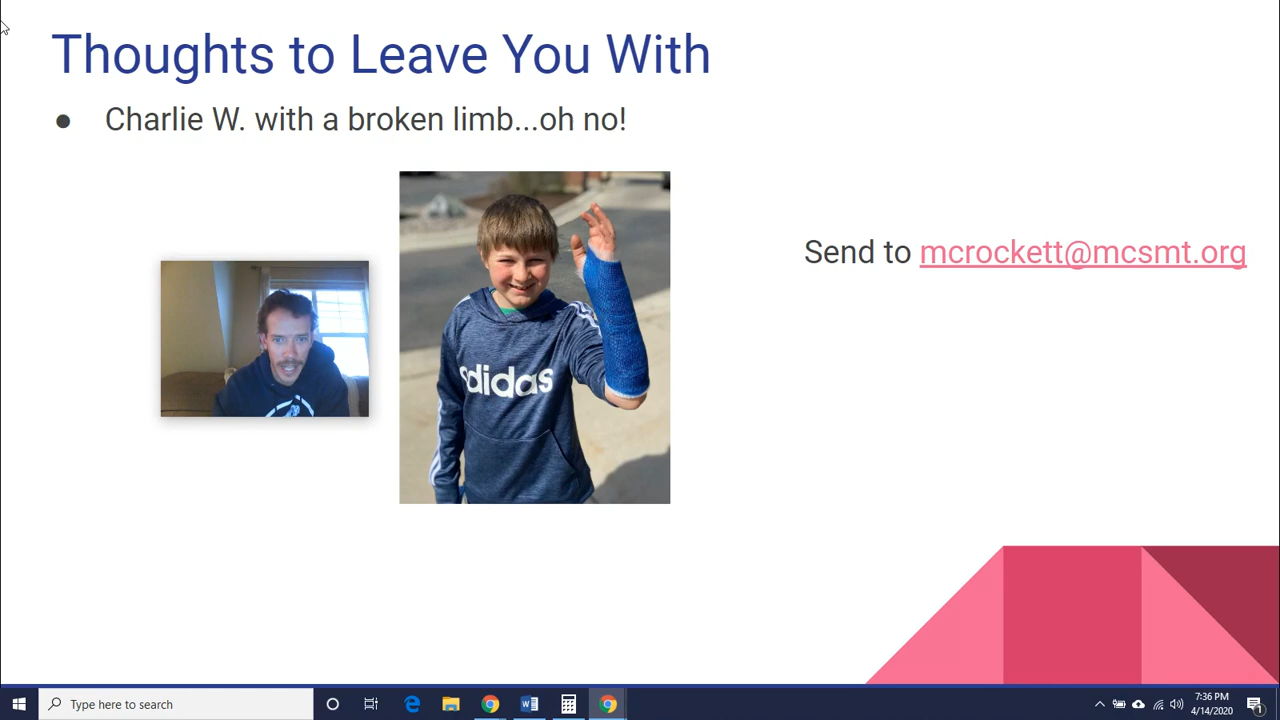 Thoughts to Leave You With
● Charlie W. with a broken limb...oh no!
Send to mcrockett@mcsmt.org
adidas
Type here to search
7:36 PM
4/14/2020
1